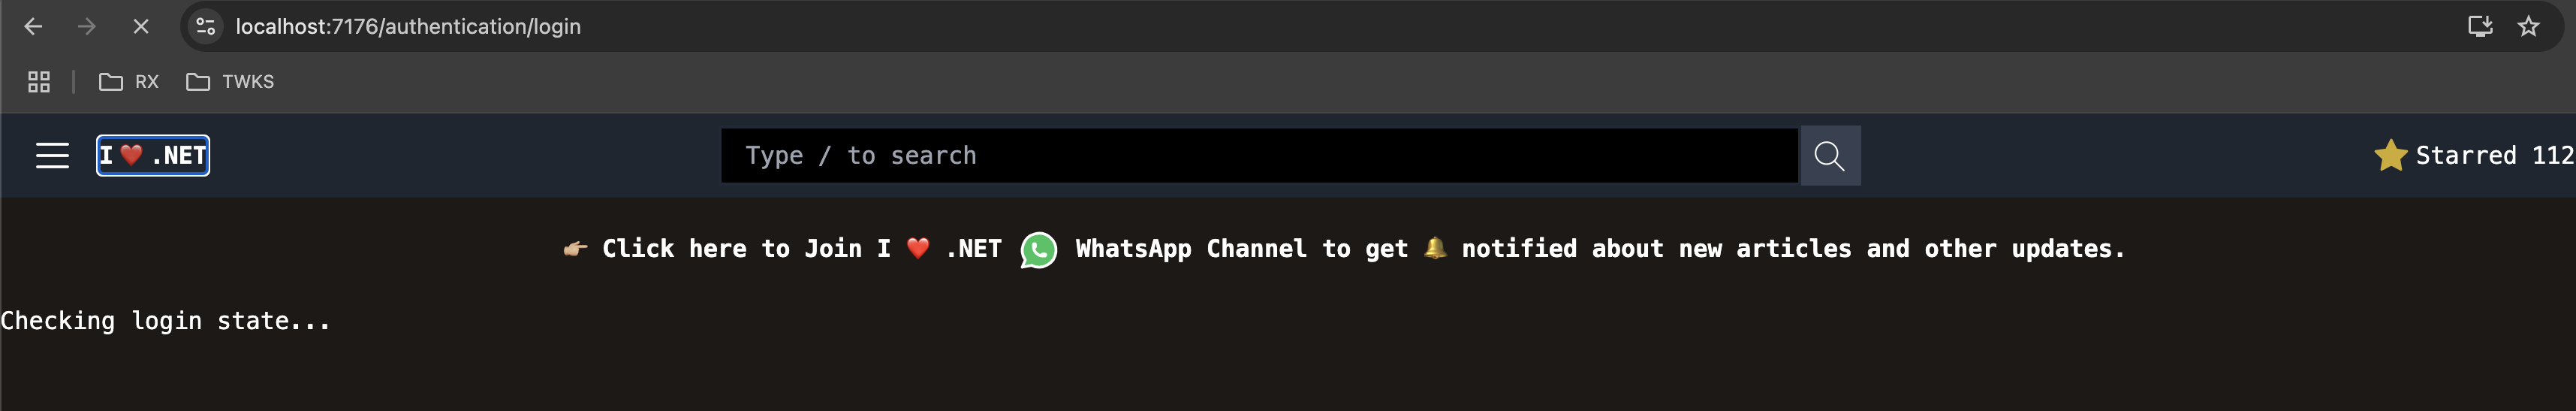 localhost:7176/authentication/login
RX TWKS
I ❤️ .NET Type / to search Starred 112
👉🏼 Click here to Join I ❤️ .NET WhatsApp Channel to get 🔔 notified about new articles and other updates.
Checking login state...